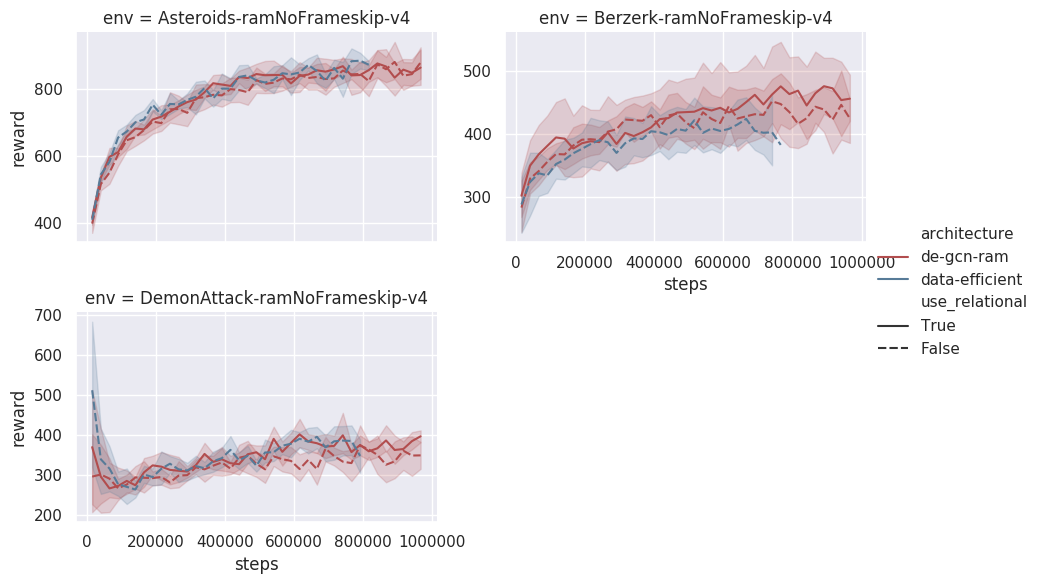 env = Asteroids-ramNoFrameskip-v4
reward
800
600
400
env = Berzerk-ramNoFrameskip-v4
500
400
300
0 200000 400000 600000 800000 1000000
steps
env = DemonAttack-ramNoFrameskip-v4
reward
700
600
500
400
300
200
0 200000 400000 600000 800000 1000000
steps
architecture
de-gcn-ram
data-efficient
use_relational
True
False